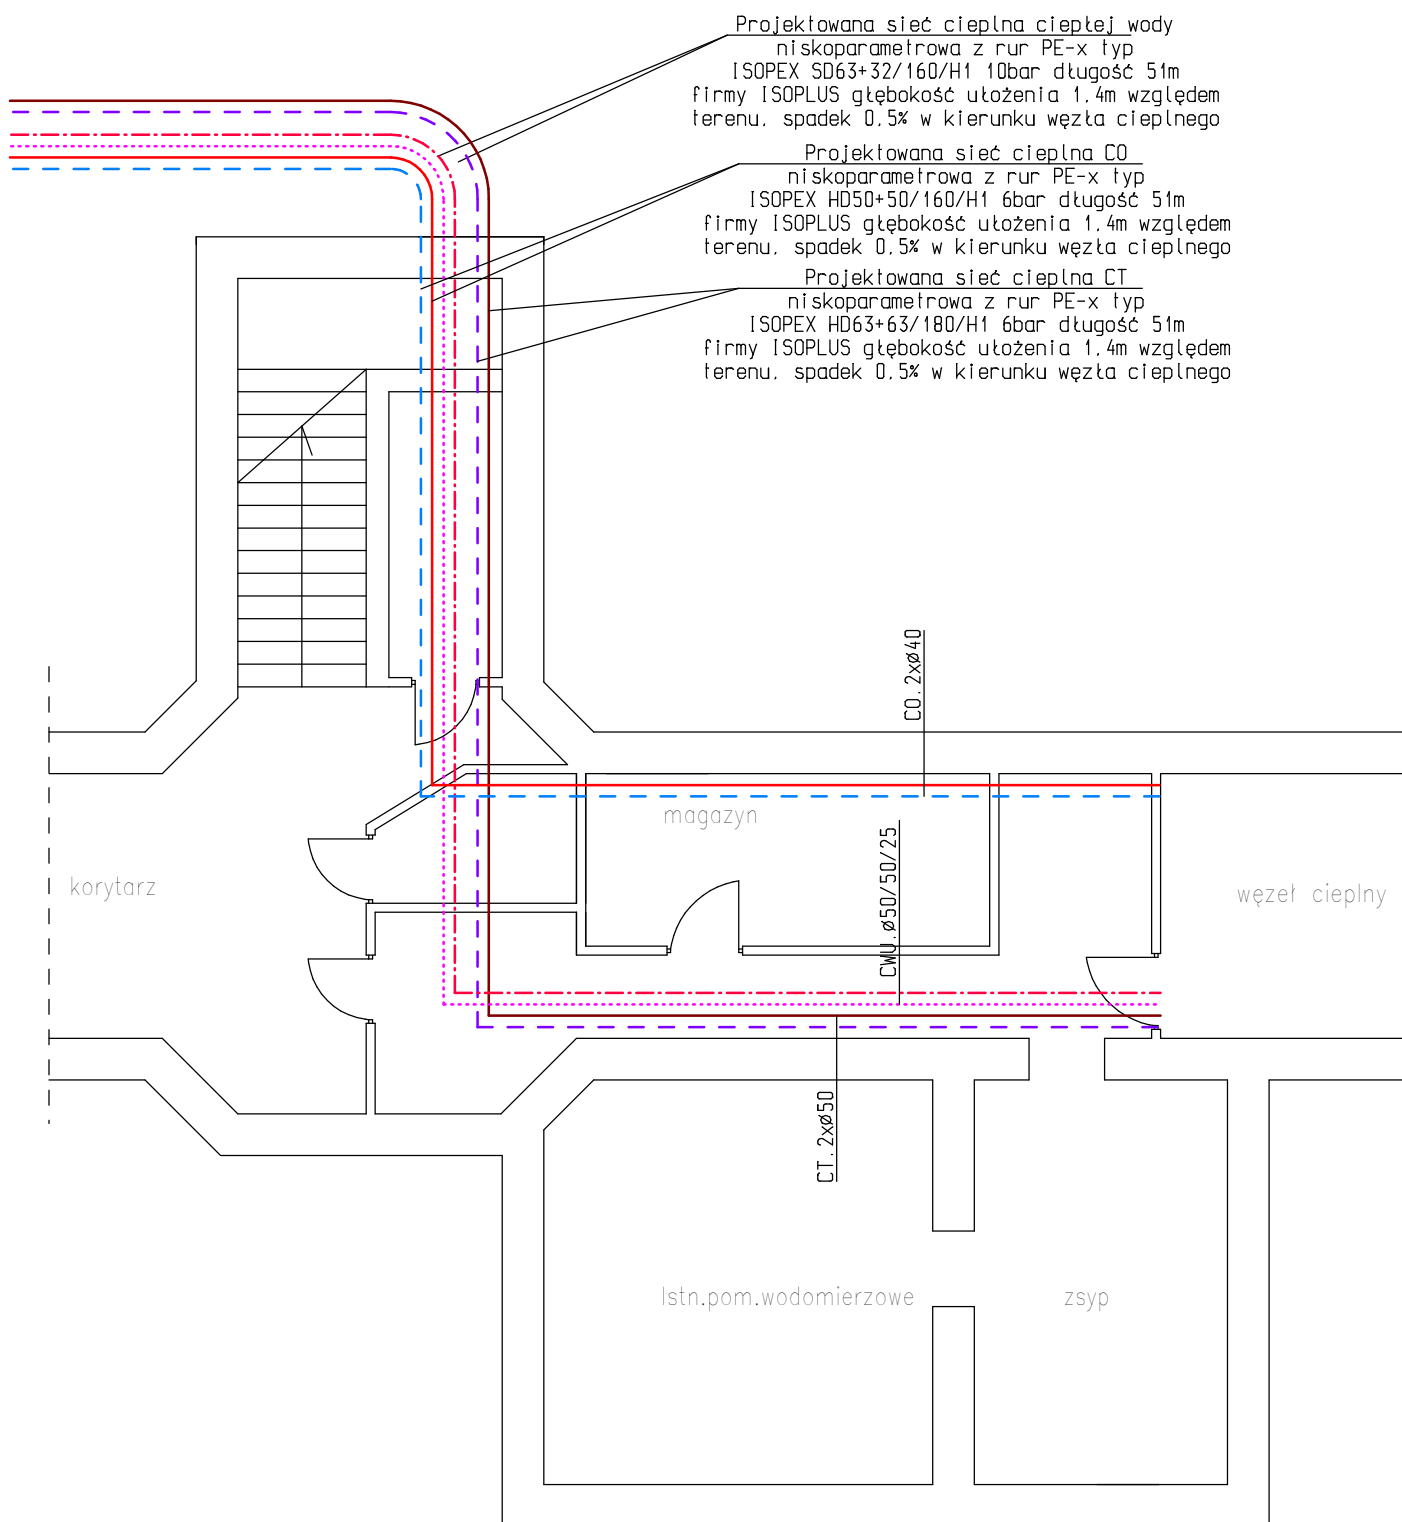 Projektowana sieć cieplna ciepłej wody
niskoparametrowa z rur PE-x typ
ISOPEX SD63+32/160/H1 10bar długość 51m
firmy ISOPLUS głębokość ułożenia 1,4m względem
terenu, spadek 0,5% w kierunku węzła cieplnego
Projektowana sieć cieplna CO
niskoparametrowa z rur PE-x typ
ISOPEX HD50+50/160/H1 6bar długość 51m
firmy ISOPLUS głębokość ułożenia 1,4m względem
terenu, spadek 0,5% w kierunku węzła cieplnego
Projektowana sieć cieplna CT
niskoparametrowa z rur PE-x typ
ISOPEX HD63+63/180/H1 6bar długość 51m
firmy ISOPLUS głębokość ułożenia 1,4m względem
terenu, spadek 0,5% w kierunku węzła cieplnego
CO. 2xø40
magazyn
CWU.ø50/50/25
korytarz
węzeł cieplny
CT. 2xø50
Istn.pom.wodomierzowe
zsyp